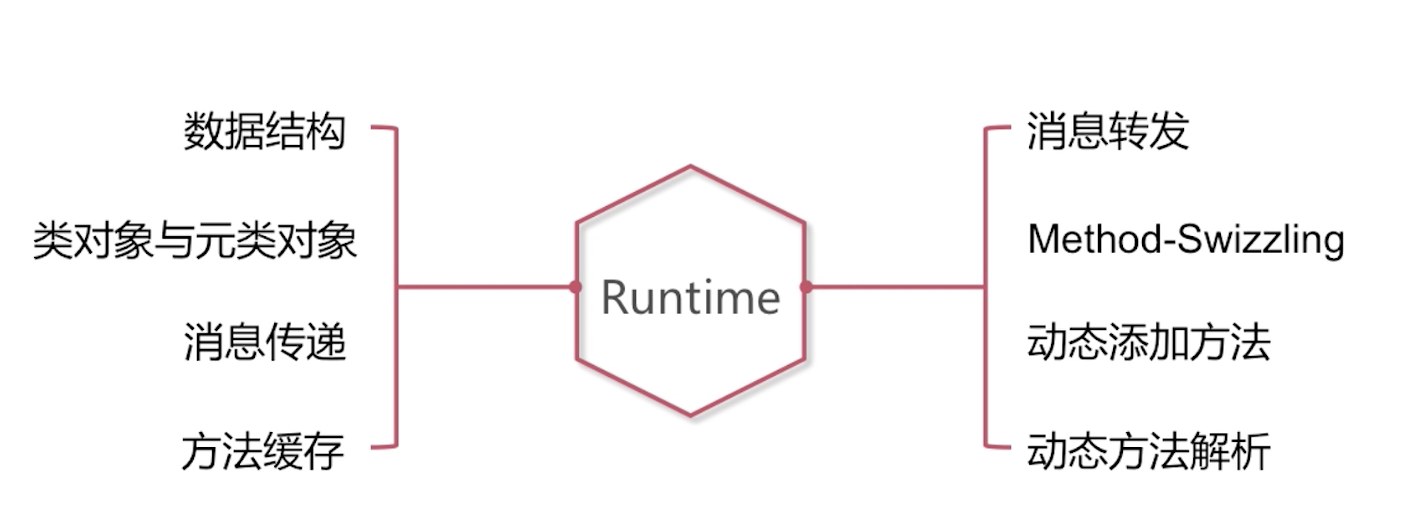 数据结构
类对象与元类对象
消息传递
方法缓存
Runtime
消息转发
Method-Swizzling
动态添加方法
动态方法解析